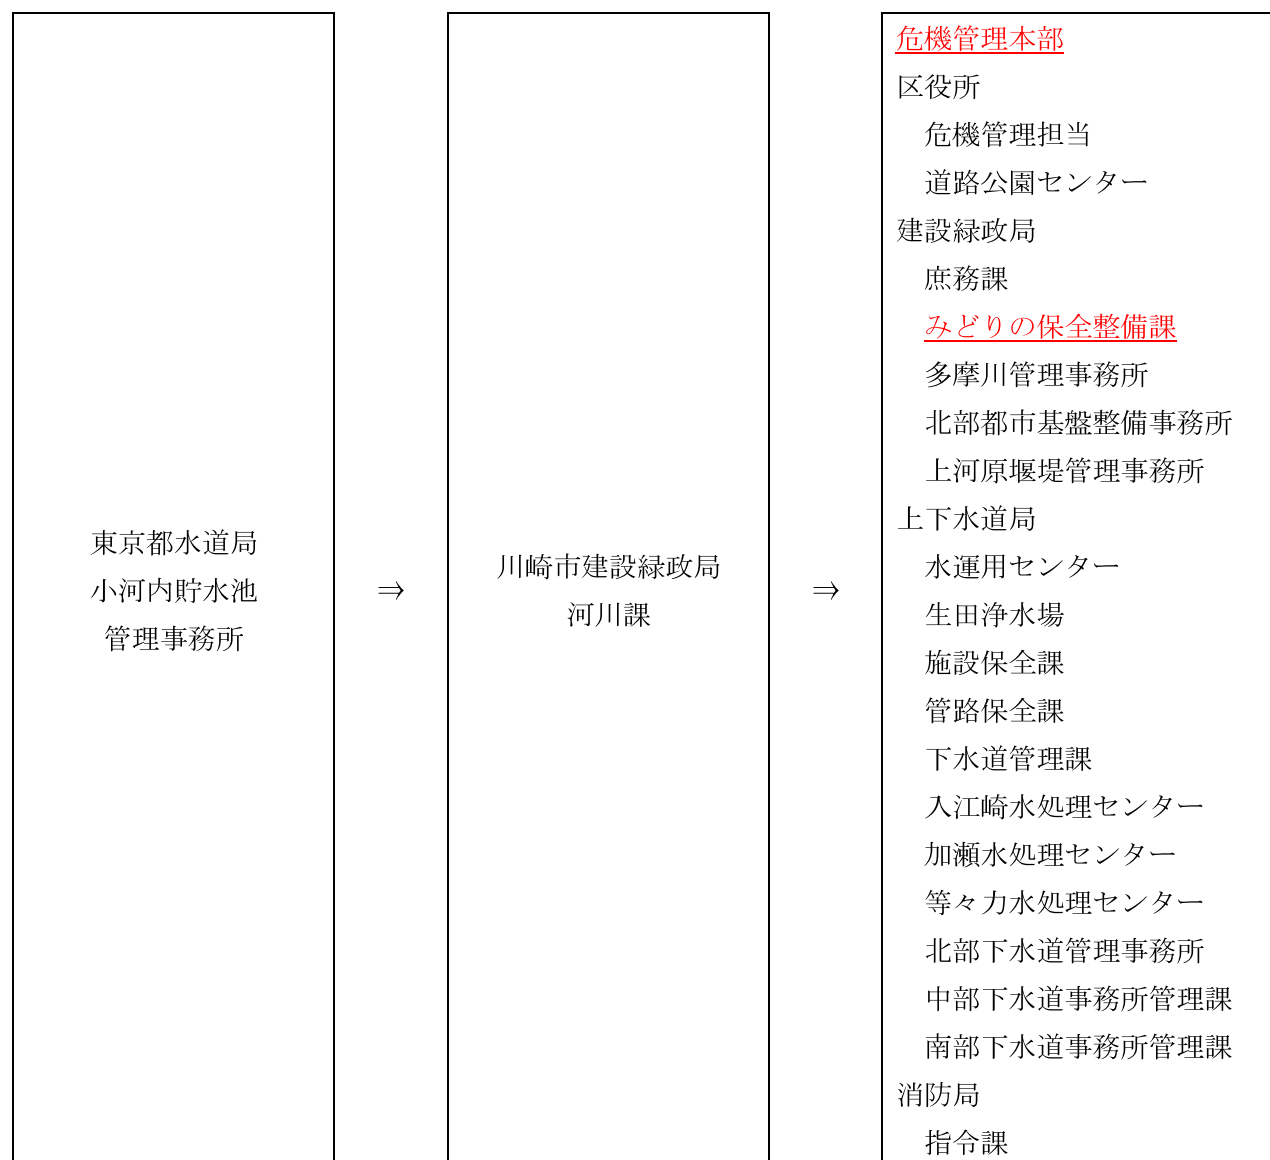 東京都水道局
小河内貯水池
管理事務所
⇒
川崎市建設緑政局
河川課
⇒
危機管理本部
区役所
危機管理担当
道路公園センター
建設緑政局
庶務課
みどりの保全整備課
多摩川管理事務所
北部都市基盤整備事務所
上河原堰堤管理事務所
上下水道局
水運用センター
生田浄水場
施設保全課
管路保全課
下水道管理課
入江崎水処理センター
加瀬水処理センター
等々力水処理センター
北部下水道管理事務所
中部下水道事務所管理課
南部下水道事務所管理課
消防局
指令課